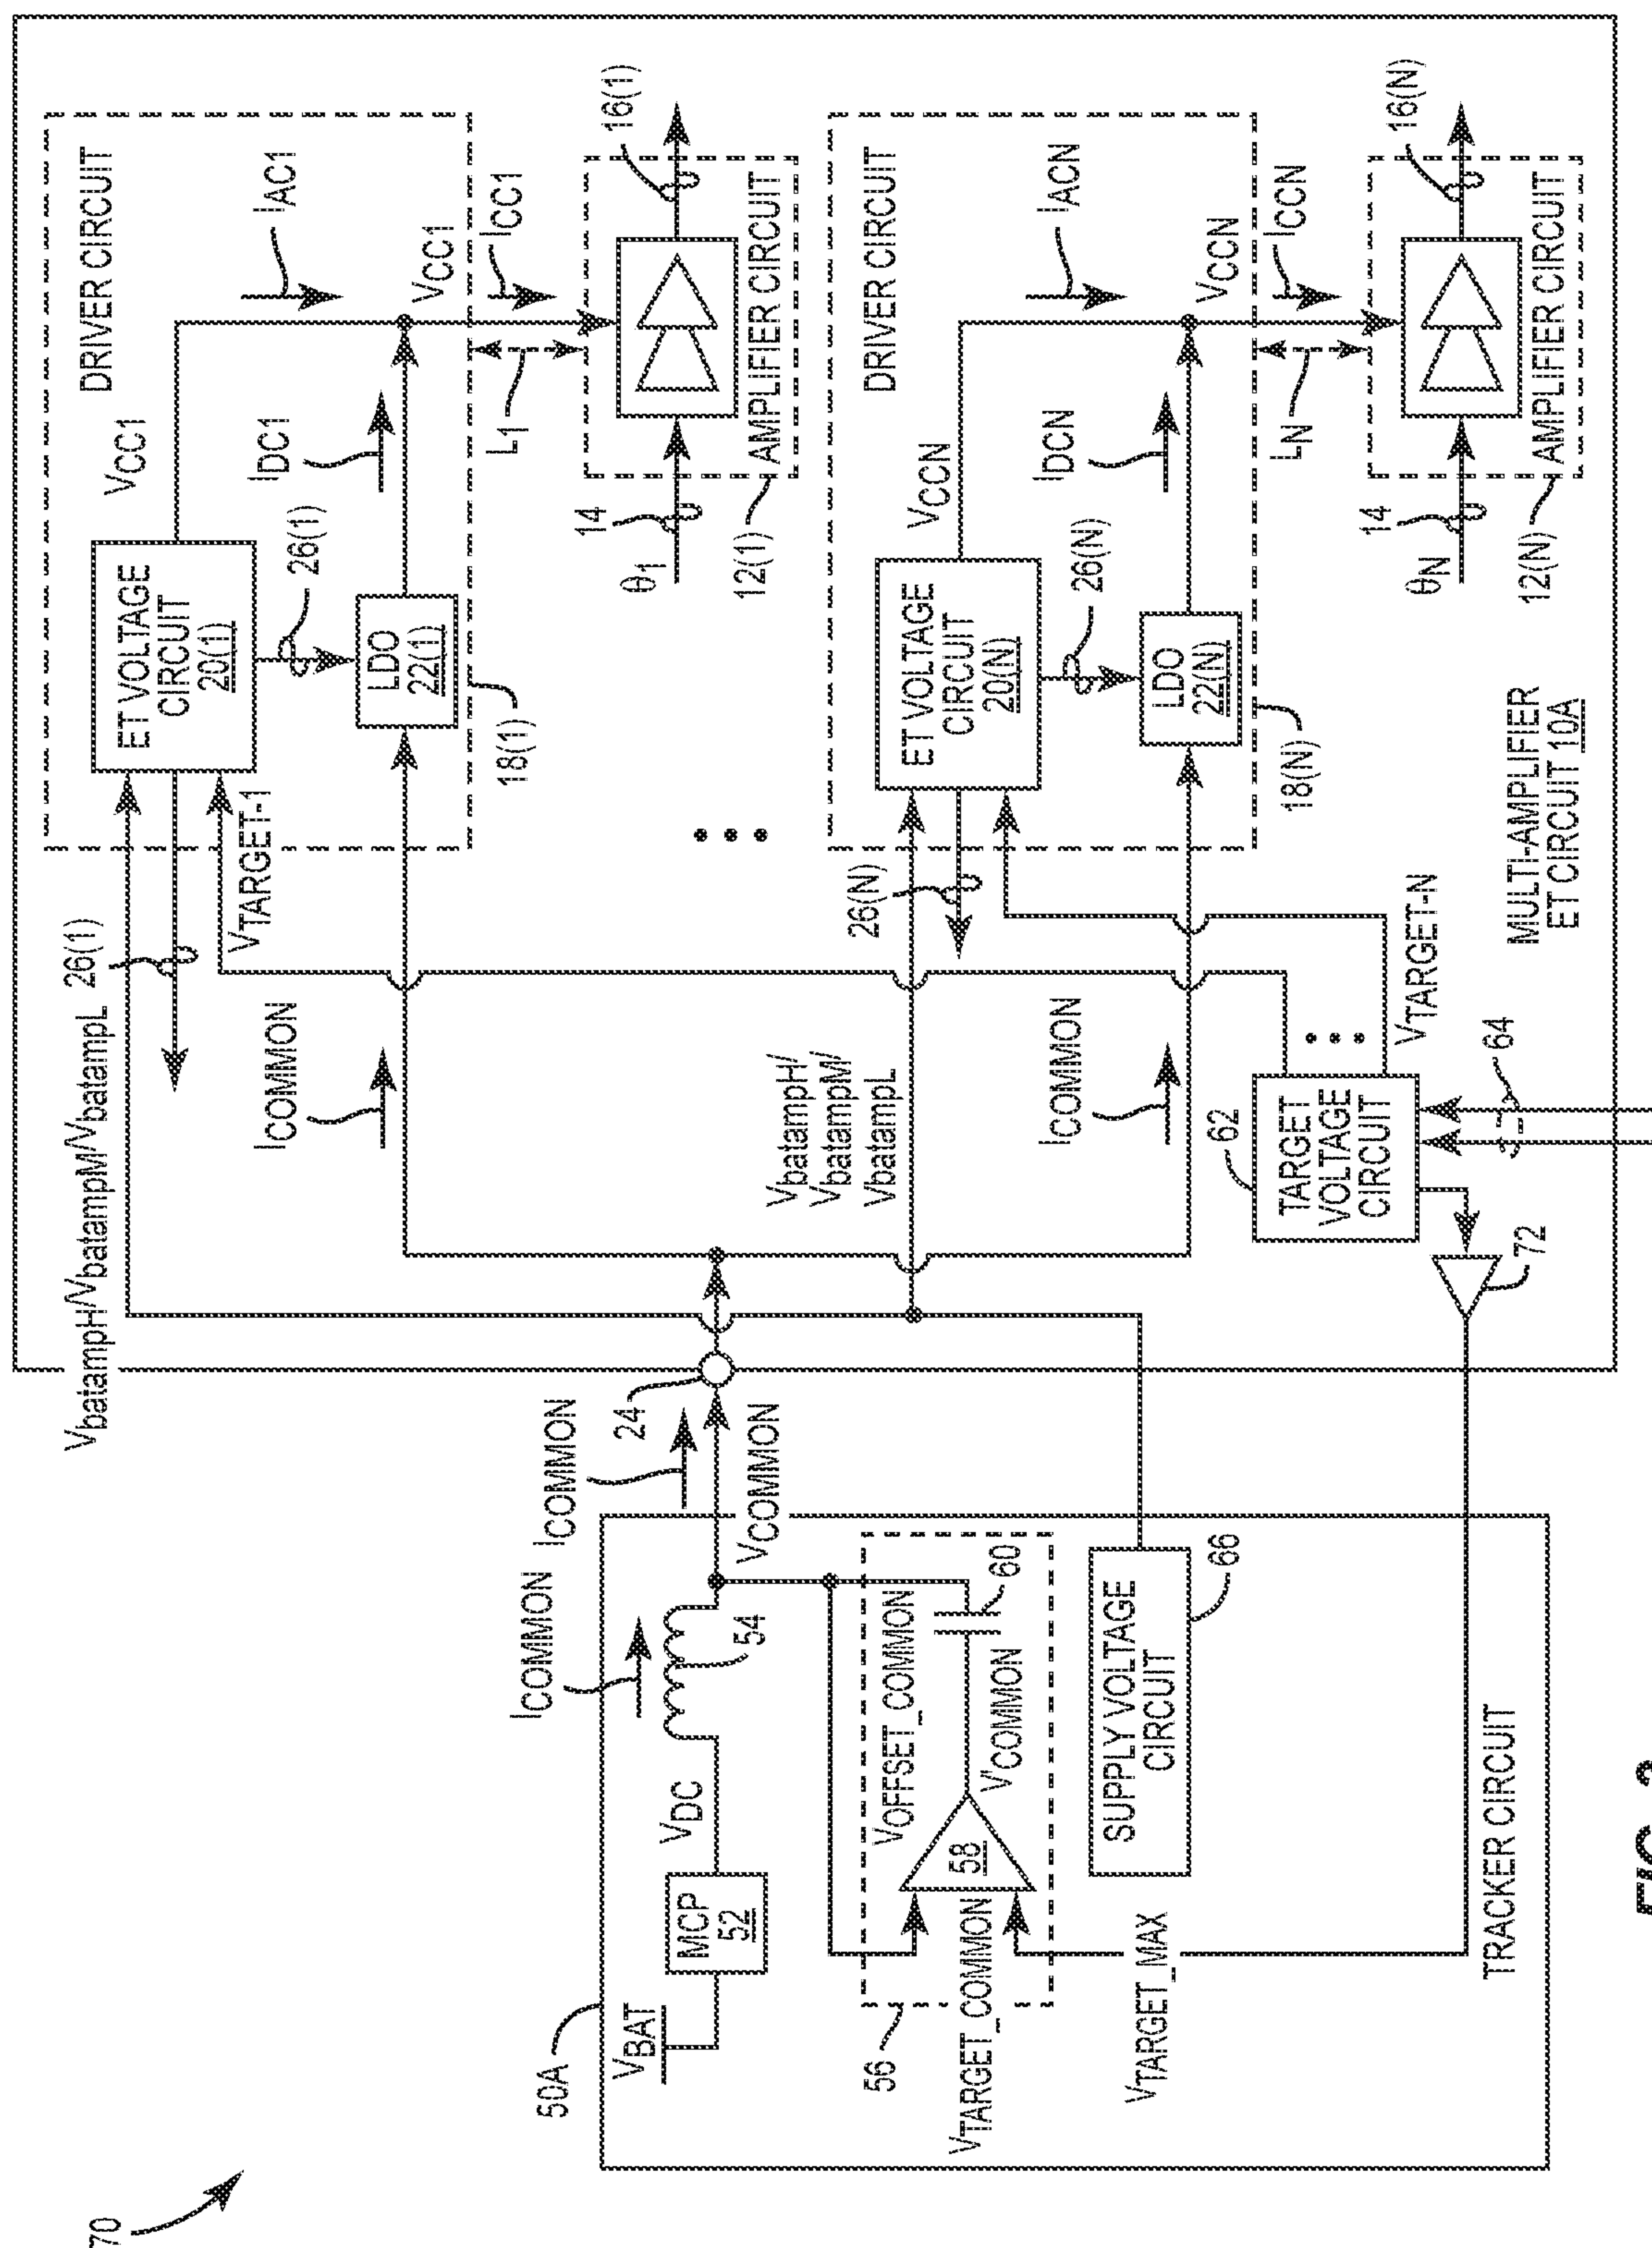 70
50A
TRACKER CIRCUIT
VBAT
MCP
52
VDC
54
ICOMMON
ICOMMON
VCOMMON
24
56
58
VOFFSET_COMMON
V'COMMON
60
VTARGET_COMMON
VTARGET_MAX
SUPPLY VOLTAGE
CIRCUIT
66
VbatampH/VbatampM/VbatampL
26(1)
VTARGET-1
ICOMMON
DRIVER CIRCUIT
ET VOLTAGE
CIRCUIT
20(1)
VCC1
26(1)
LDO
22(1)
18(1)
IDC1
IAC1
VCC1
ICC1
L1
14
θ1
12(1)
AMPLIFIER CIRCUIT
16(1)
VbatampH/
VbatampM/
VbatampL
26(N)
ICOMMON
DRIVER CIRCUIT
ET VOLTAGE
CIRCUIT
20(N)
VCCN
26(N)
LDO
22(N)
18(N)
IDCN
IACN
VCCN
ICCN
LN
14
θN
12(N)
AMPLIFIER CIRCUIT
16(N)
62
TARGET
VOLTAGE
CIRCUIT
VTARGET-N
64
72
MULTI-AMPLIFIER
ET CIRCUIT 10A